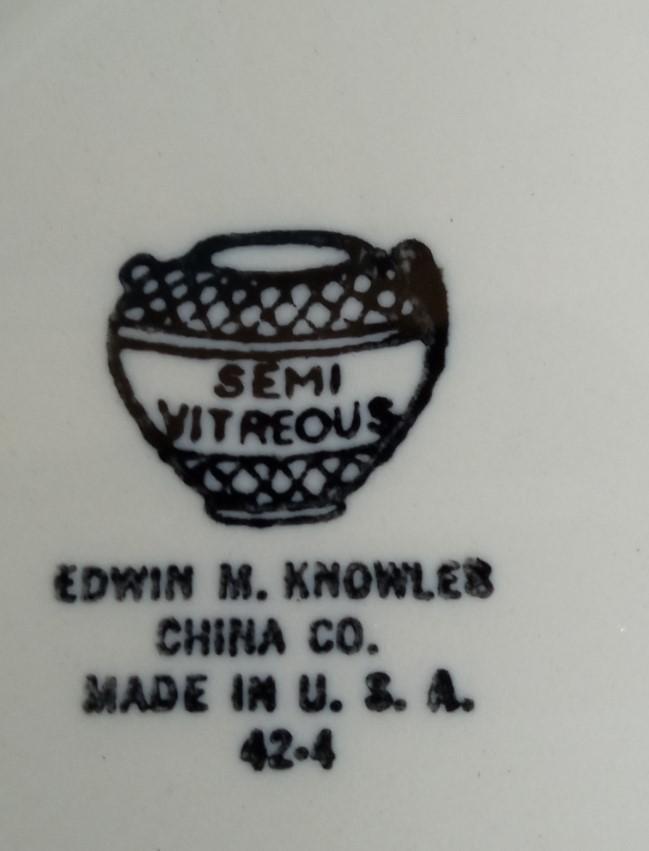 SEMI
VITREOUS
EDWIN M. KNOWLES
CHINA CO.
MADE IN U. S. A.
42-4